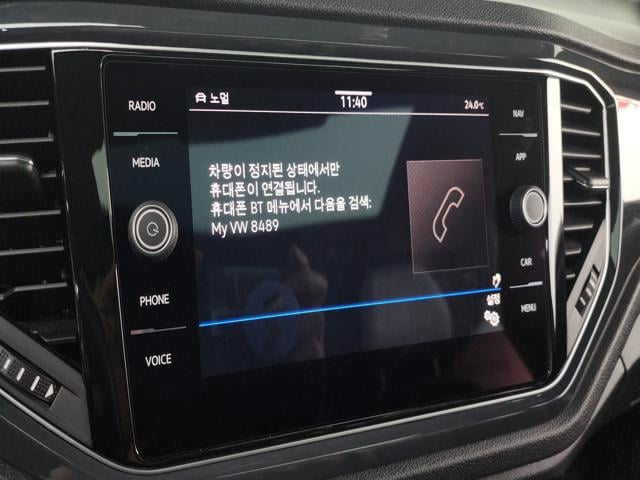 RADIO
MEDIA
PHONE
VOICE
노멀
11:40
24.0°C
차량이 정지된 상태에서만
휴대폰이 연결됩니다.
휴대폰 BT 메뉴에서 다음을 검색:
My VW 8489
설정
NAV
APP
CAR
MENU